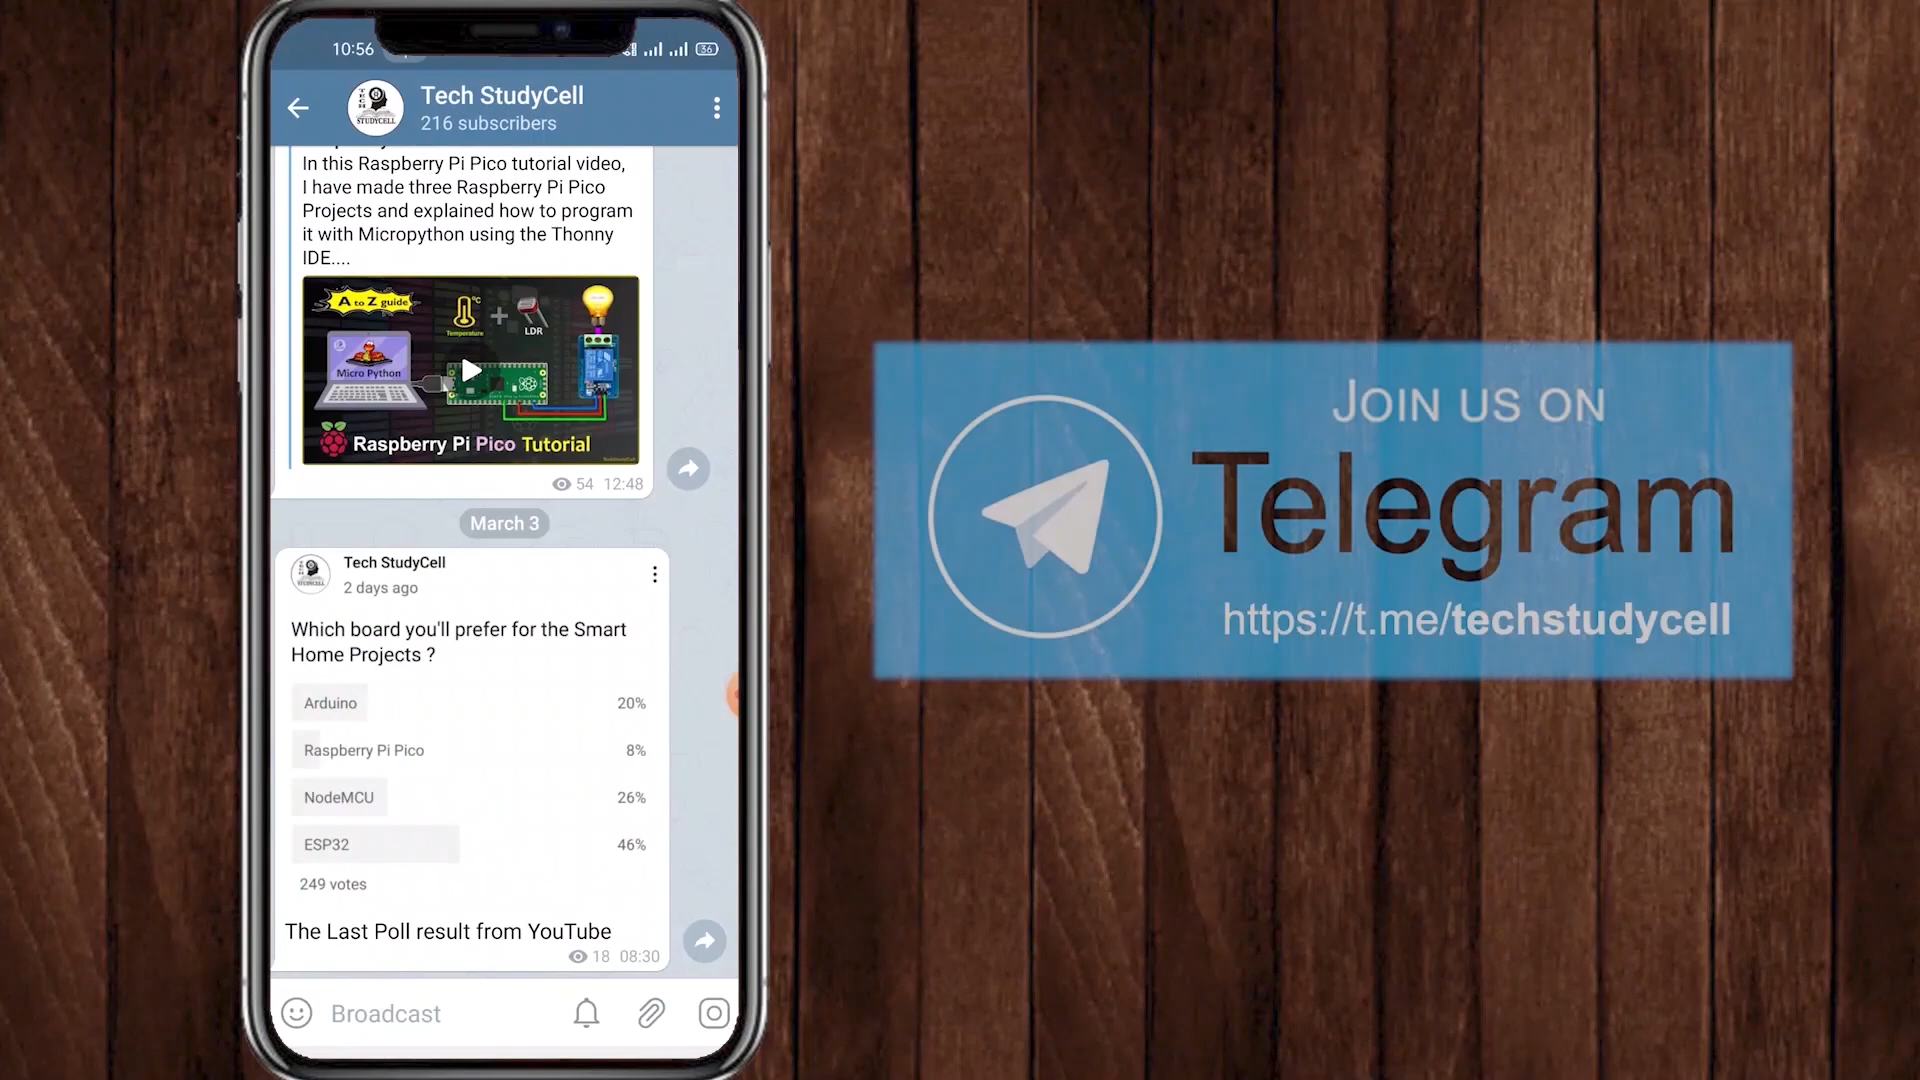 10:56
36
Tech StudyCell
216 subscribers
In this Raspberry Pi Pico tutorial video,
I have made three Raspberry Pi Pico
Projects and explained how to program
it with Micropython using the Thonny
IDE....
A to Z guide
°C
Temperature
LDR
Micro Python
Raspberry Pi Pico Tutorial
54 12:48
March 3
Tech StudyCell
2 days ago
Which board you'll prefer for the Smart
Home Projects ?
Arduino 20%
Raspberry Pi Pico 8%
NodeMCU 26%
ESP32 46%
249 votes
The Last Poll result from YouTube
18 08:30
Broadcast
JOIN US ON
Telegram
https://t.me/techstudycell